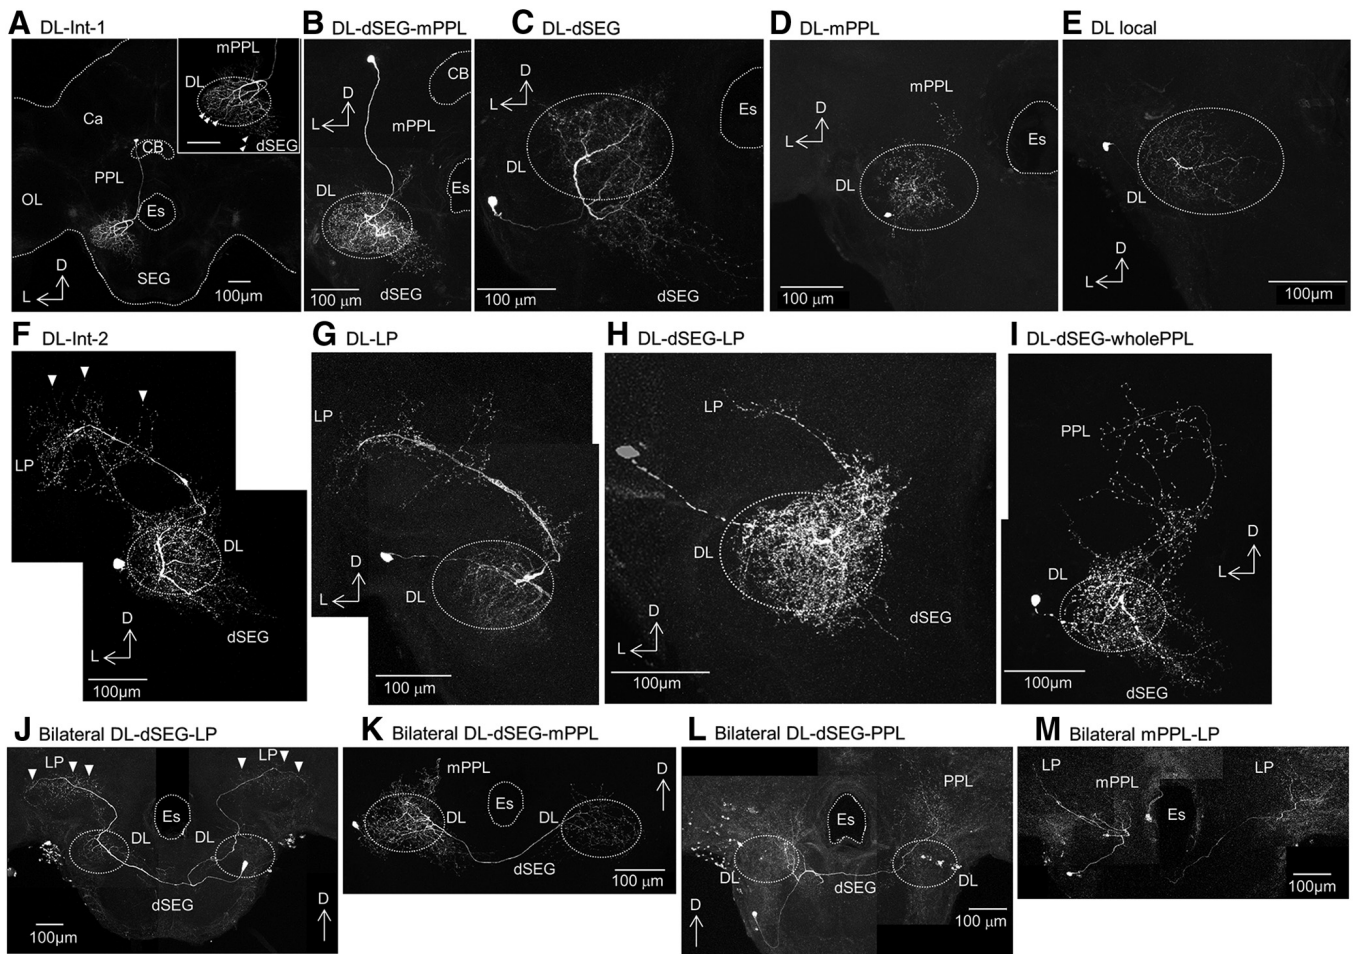 A DL-Int-1
mPPL
DL
dSEG
Ca
CB
PPL
OL
Es
SEG
D
L
100µm
B DL-dSEG-mPPL
CB
D
L
mPPL
DL
Es
100 µm
dSEG
C DL-dSEG
D
L
Es
DL
100 µm
dSEG
D DL-mPPL
mPPL
D
L
Es
DL
100 µm
E DL local
DL
D
L
100µm
F DL-Int-2
LP
DL
D
L
dSEG
100µm
G DL-LP
LP
D
L
DL
100 µm
H DL-dSEG-LP
LP
DL
dSEG
D
L
100µm
I DL-dSEG-wholePPL
PPL
D
L
DL
100µm
dSEG
J Bilateral DL-dSEG-LP
LP
LP
Es
DL
DL
dSEG
D
100µm
K Bilateral DL-dSEG-mPPL
mPPL
D
Es
DL
DL
dSEG
100 µm
L Bilateral DL-dSEG-PPL
PPL
Es
DL
dSEG
DL
D
100 µm
M Bilateral mPPL-LP
LP
mPPL
LP
Es
100µm